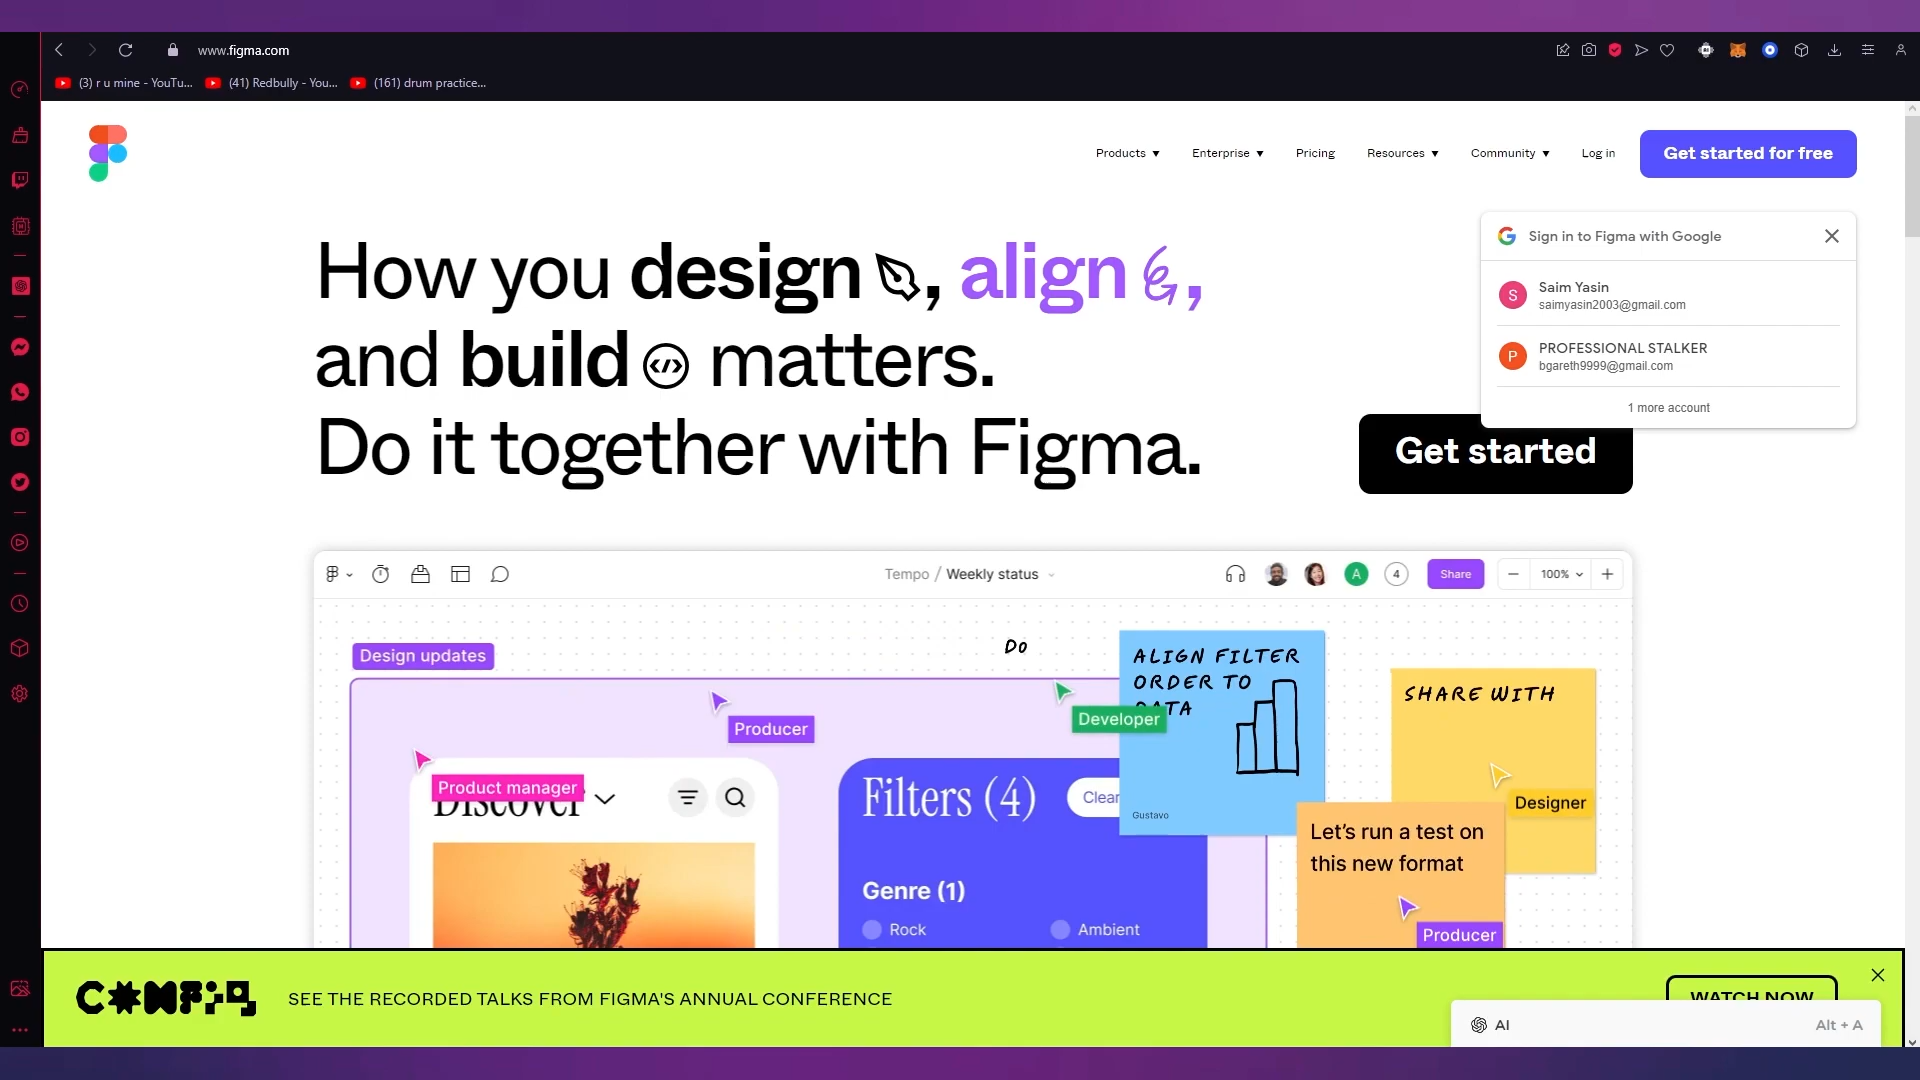 www.figma.com
(3) r u mine - YouTu...
(41) Redbully - You...
(161) drum practice...
Products
Enterprise
Pricing
Resources
Community
Log in
Get started for free
Sign in to Figma with Google
S
Saim Yasin
saimyasin2003@gmail.com
P
PROFESSIONAL STALKER
bgareth9999@gmail.com
1 more account
How you design, align,
and build </> matters.
Do it together with Figma.
Get started
Tempo / Weekly status
A
4
Share
100%
Design updates
Do
ALIGN FILTER
ORDER TO
DATA
Gustavo
SHARE WITH
Producer
Developer
Product manager
Discover
Filters (4)
Clear
Designer
Let's run a test on
this new format
Genre (1)
Rock
Ambient
Producer
CONFIG
SEE THE RECORDED TALKS FROM FIGMA'S ANNUAL CONFERENCE
WATCH NOW
AI
Alt + A